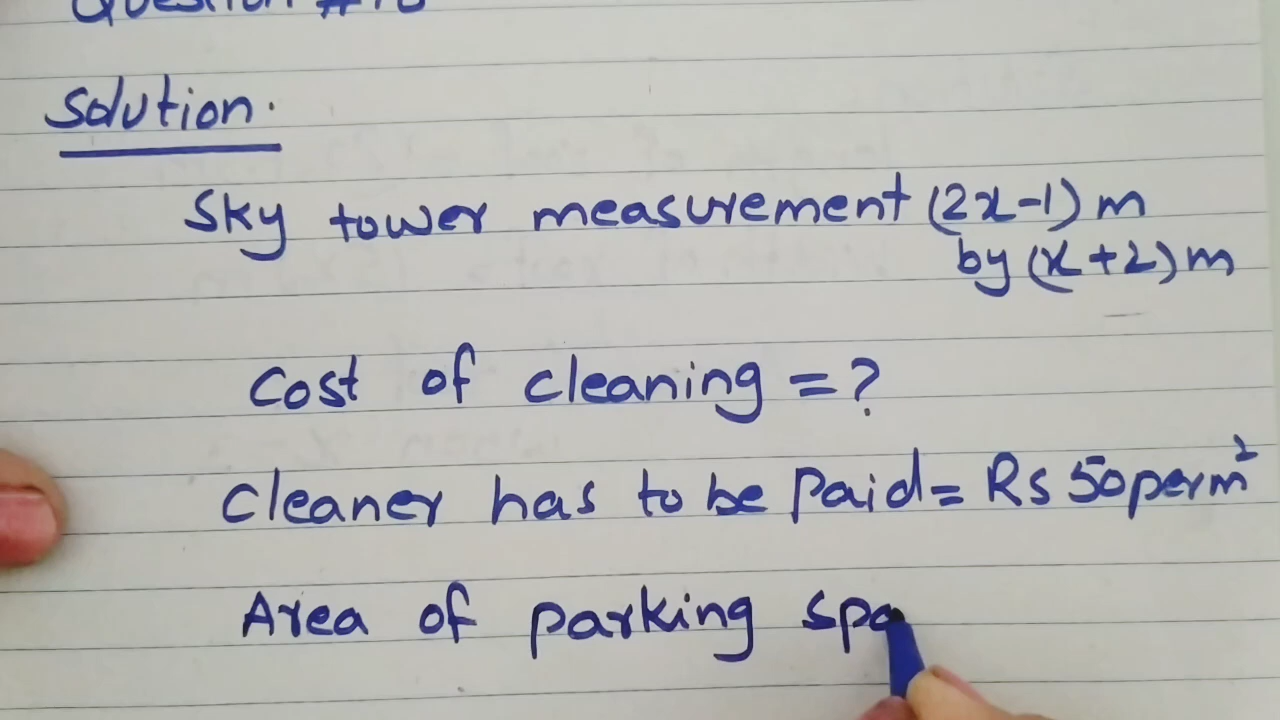 Solution.
Sky tower measurement (2x-1) m
by (x+2) m
Cost of cleaning = ?
Cleaner has to be Paid = Rs 50 per m²
Area of parking spa